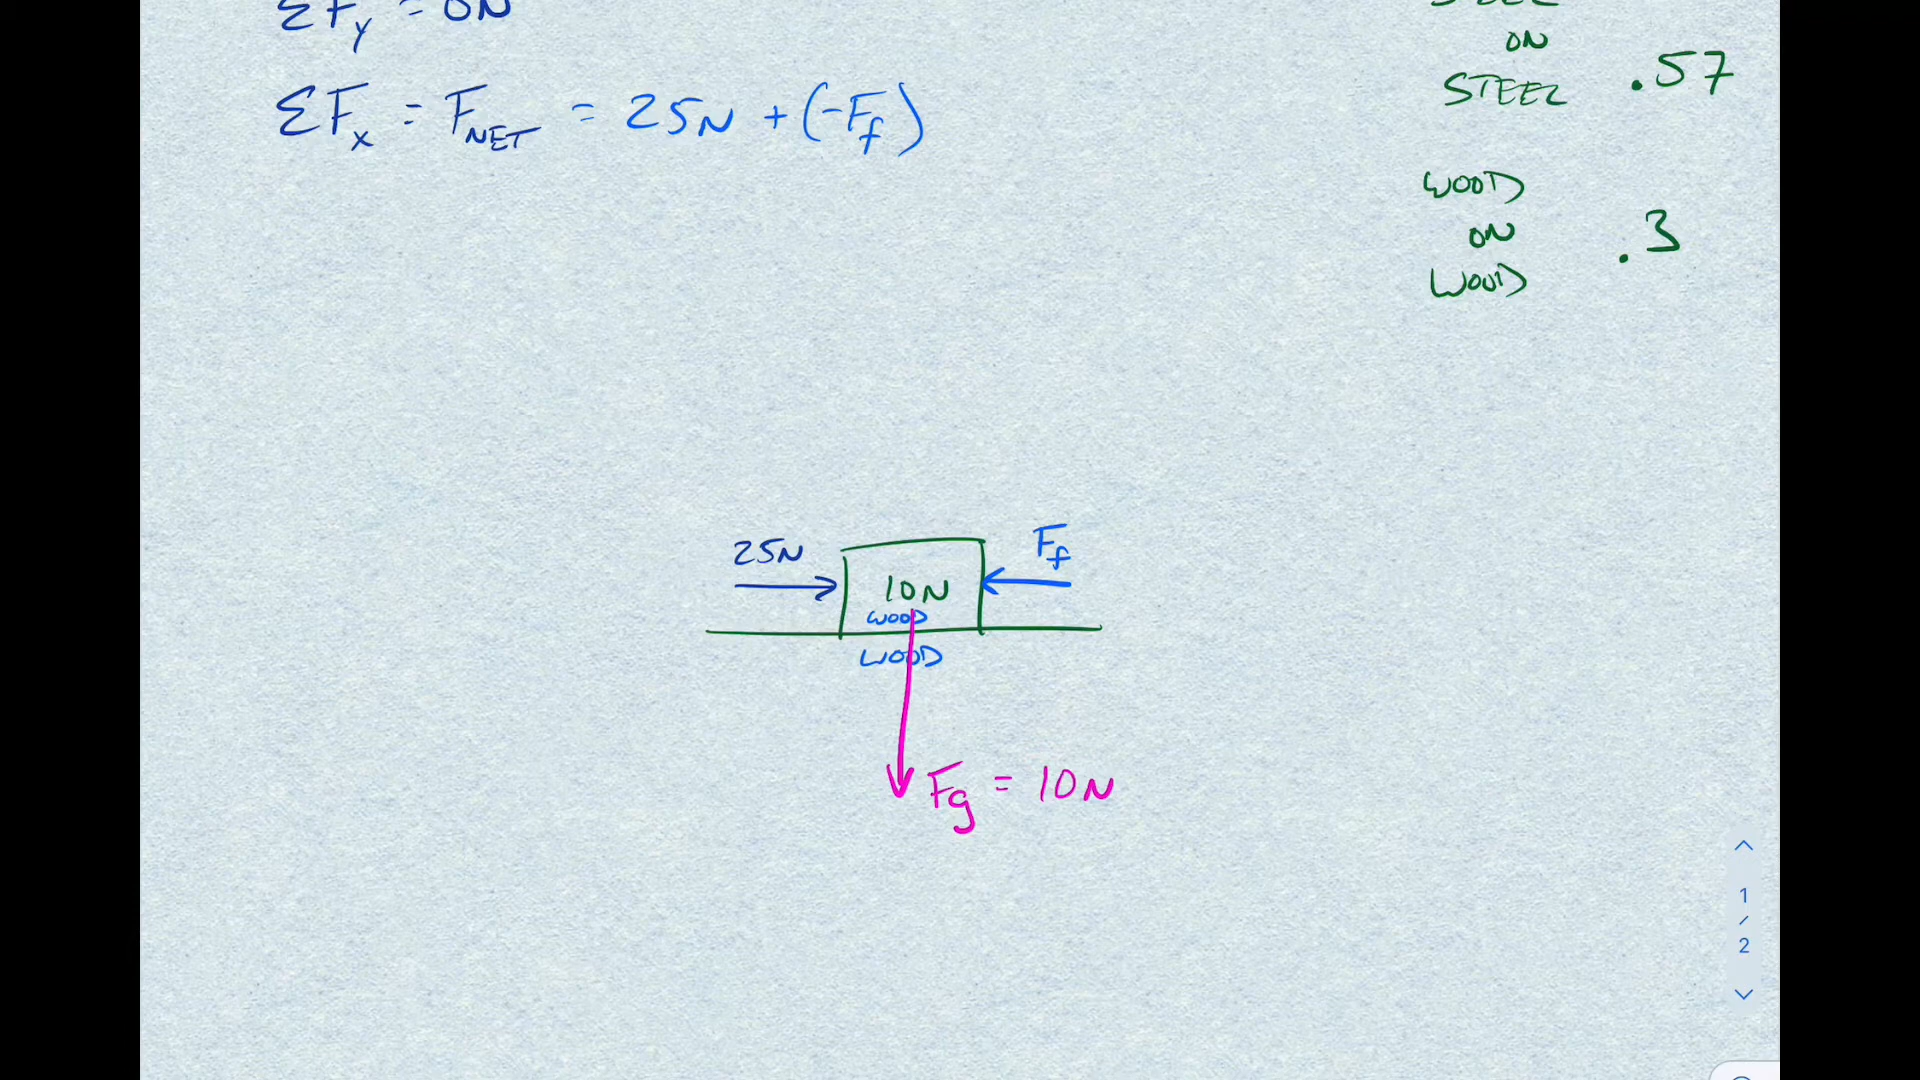 ΣFy = 0N
ΣFx = FNET = 25N + (-Ff)
ON
STEEL .57
WOOD
ON .3
WOOD
25N
Ff
10N
WOOD
WOOD
Fg = 10N
1
/
2